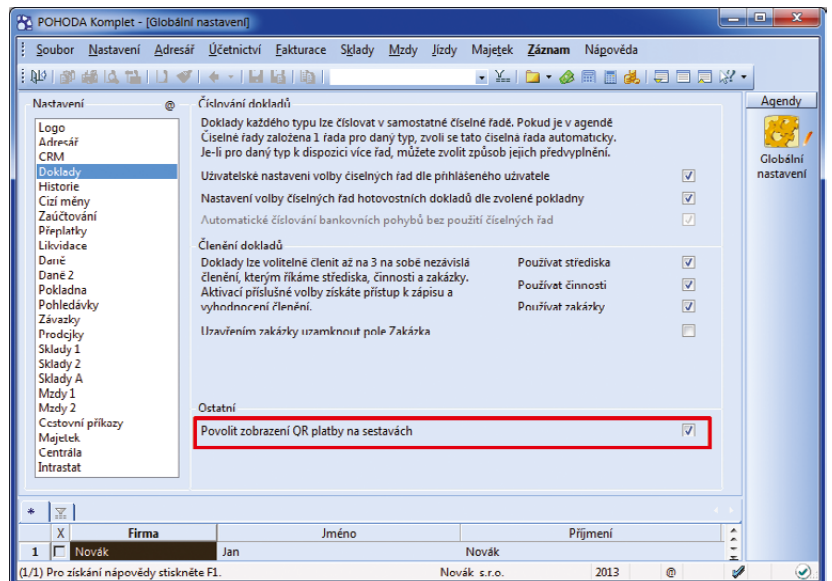 POHODA Komplet - [Globální nastavení]
Soubor Nastavení Adresář Účetnictví Fakturace Sklady Mzdy Jízdy Majetek Záznam Nápověda
Nastavení @
Logo
Adresář
CRM
Doklady
Historie
Cizí měny
Zaúčtování
Přeplatky
Likvidace
Daně
Daně 2
Pokladna
Pohledávky
Závazky
Prodejky
Sklady 1
Sklady 2
Sklady A
Mzdy 1
Mzdy 2
Cestovní příkazy
Majetek
Centrála
Intrastat
Číslování dokladů
Doklady každého typu lze číslovat v samostatné číselné řadě. Pokud je v agendě
Číselné řady založena 1 řada pro daný typ, zvolí se tato číselná řada automaticky.
Je-li pro daný typ k dispozici více řad, můžete zvolit způsob jejich předvyplnění.
Uživatelské nastavení volby číselných řad dle přihlášeného uživatele
Nastavení volby číselných řad hotovostních dokladů dle zvolené pokladny
Automatické číslování bankovních pohybů bez použití číselných řad
Členění dokladů
Doklady lze volitelně členit až na 3 na sobě nezávislá
členění, kterým říkáme střediska, činnosti a zakázky.
Aktivací příslušné volby získáte přístup k zápisu a
vyhodnocení členění.
Používat střediska
Používat činnosti
Používat zakázky
Uzavřením zakázky uzamknout pole Zakázka
Ostatní
Povolit zobrazení QR platby na sestavách
Agendy
Globální
nastavení
*
X Firma Jméno Příjmení
1 Novák Jan Novák
(1/1) Pro získání nápovědy stiskněte F1. Novák s.r.o. 2013 @